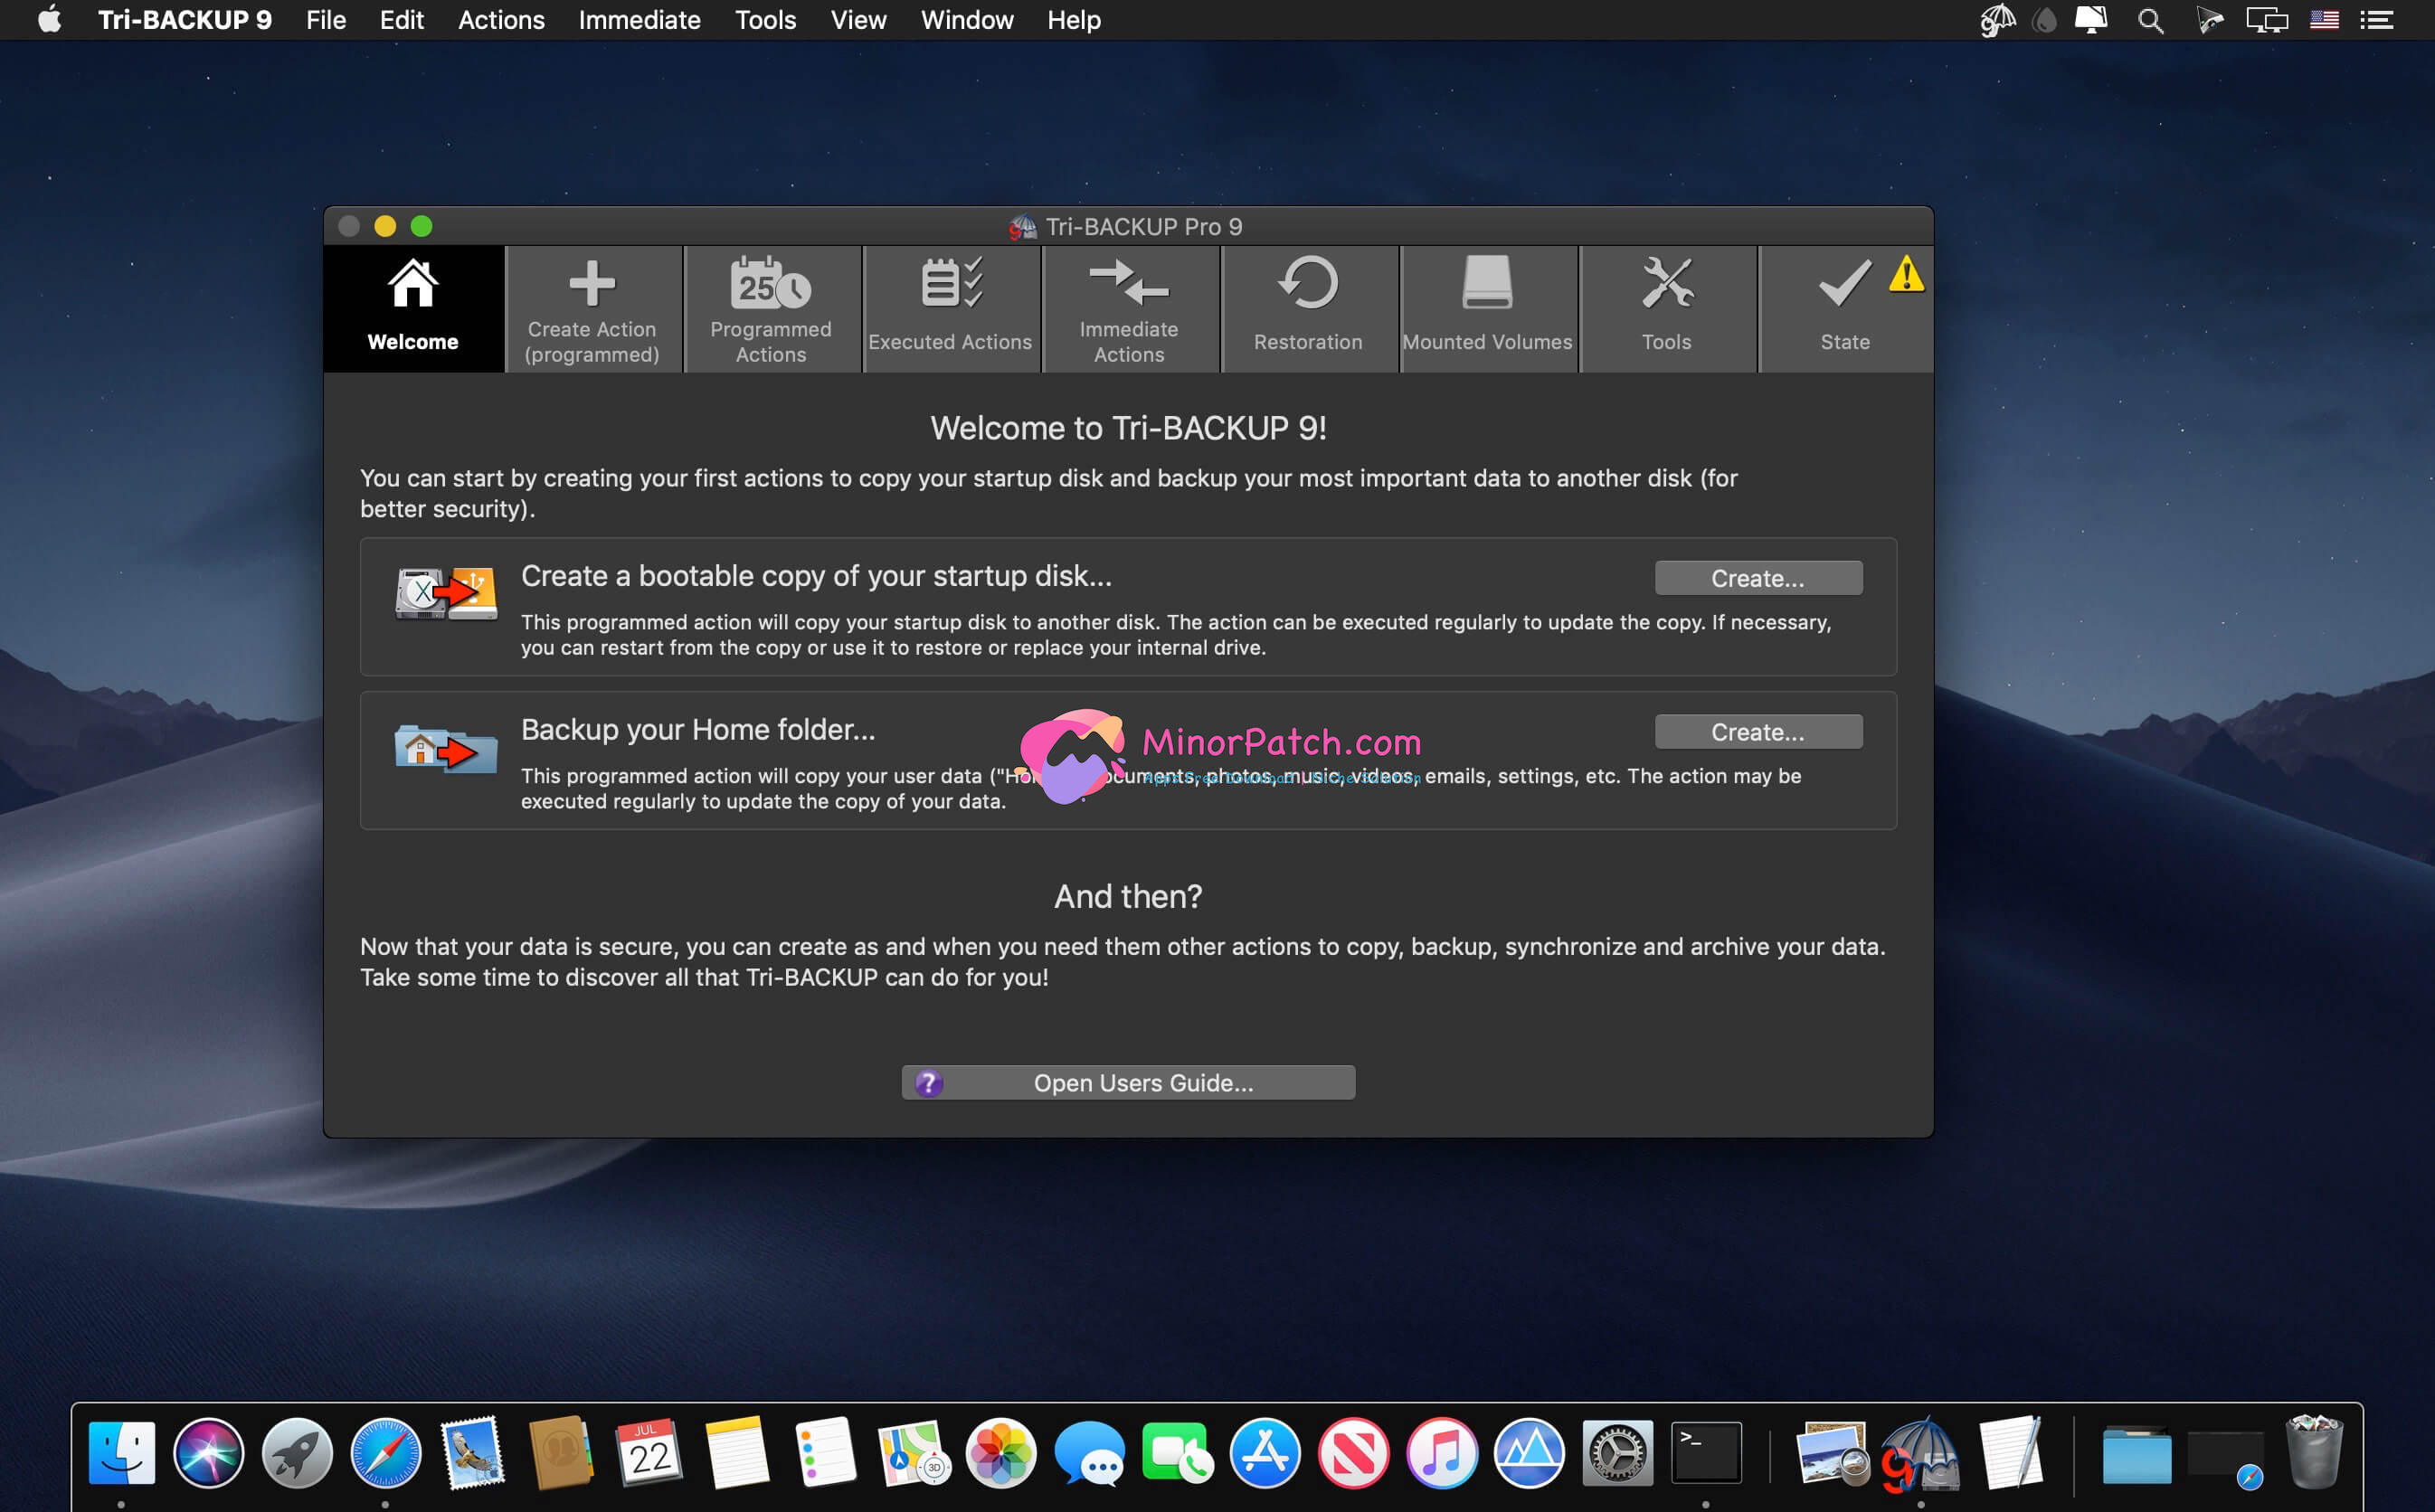 Tri-BACKUP 9 File Edit Actions Immediate Tools View Window Help
Tri-BACKUP Pro 9
Welcome
Create Action
(programmed)
25
Programmed
Actions
Executed Actions
Immediate
Actions
Restoration
Mounted Volumes
Tools
State
Welcome to Tri-BACKUP 9!
You can start by creating your first actions to copy your startup disk and backup your most important data to another disk (for
better security).
Create a bootable copy of your startup disk...
Create...
This programmed action will copy your startup disk to another disk. The action can be executed regularly to update the copy. If necessary,
you can restart from the copy or use it to restore or replace your internal drive.
Backup your Home folder...
Create...
MinorPatch.com
Apps Free Download | Niche Solution
This programmed action will copy your user data ("Ho cuments, photos, music, videos, emails, settings, etc. The action may be
executed regularly to update the copy of your data.
And then?
Now that your data is secure, you can create as and when you need them other actions to copy, backup, synchronize and archive your data.
Take some time to discover all that Tri-BACKUP can do for you!
? Open Users Guide...
JUL
22
3D
>_
9